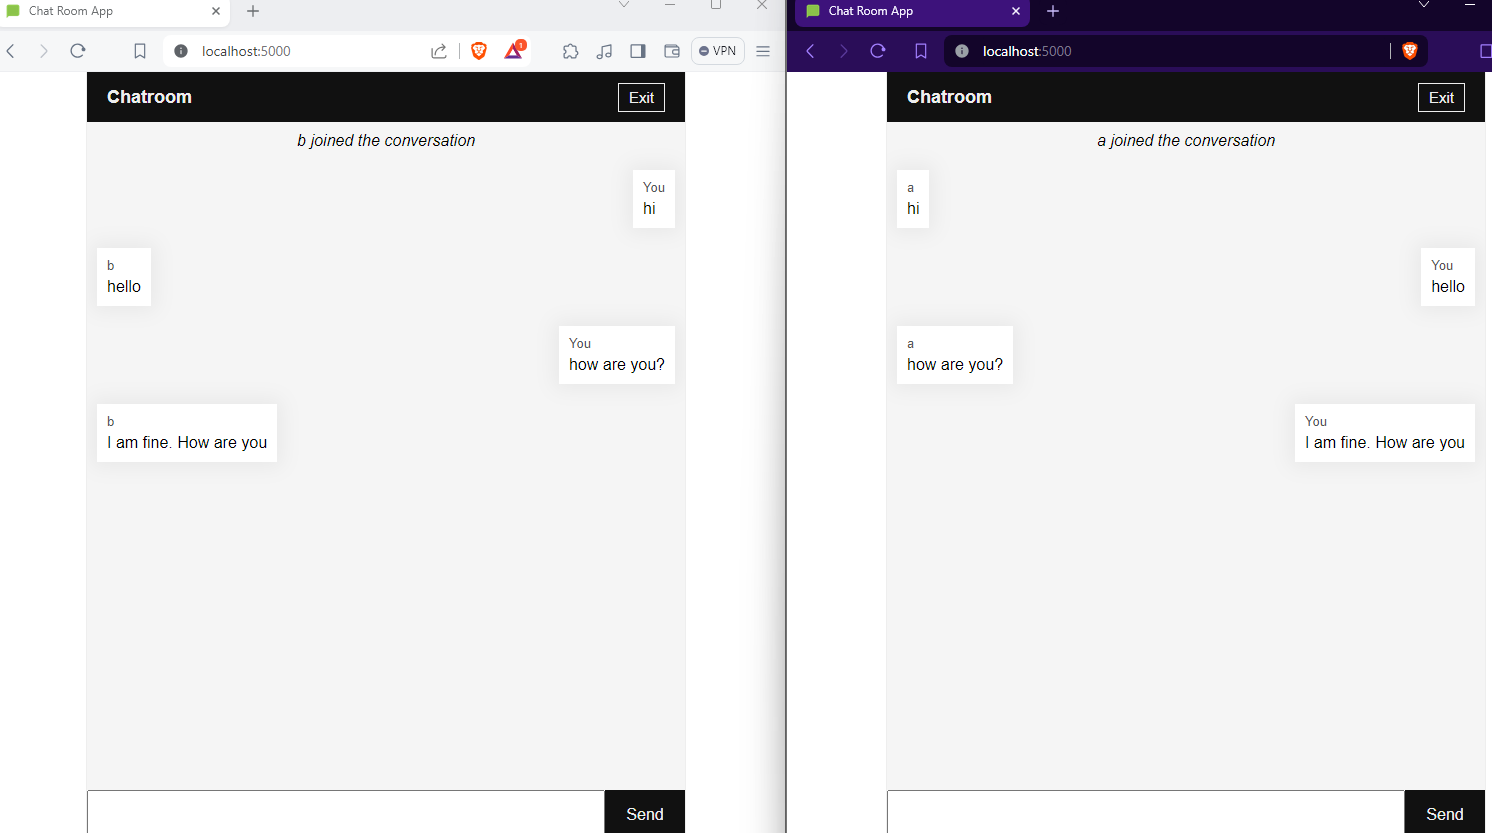 Chat Room App
localhost:5000
1
VPN
Chatroom
Exit
b joined the conversation
You
hi
b
hello
You
how are you?
b
I am fine. How are you
Send
Chat Room App
localhost:5000
Chatroom
Exit
a joined the conversation
a
hi
You
hello
a
how are you?
You
I am fine. How are you
Send